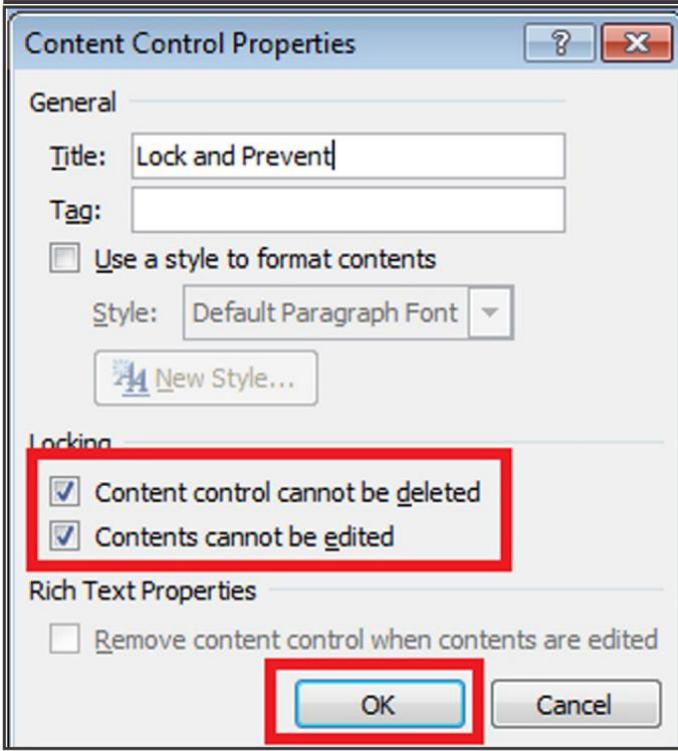 Content Control Properties
General
Title: Lock and Prevent
Tag:
Use a style to format contents
Style: Default Paragraph Font
New Style...
Locking
Content control cannot be deleted
Contents cannot be edited
Rich Text Properties
Remove content control when contents are edited
OK Cancel